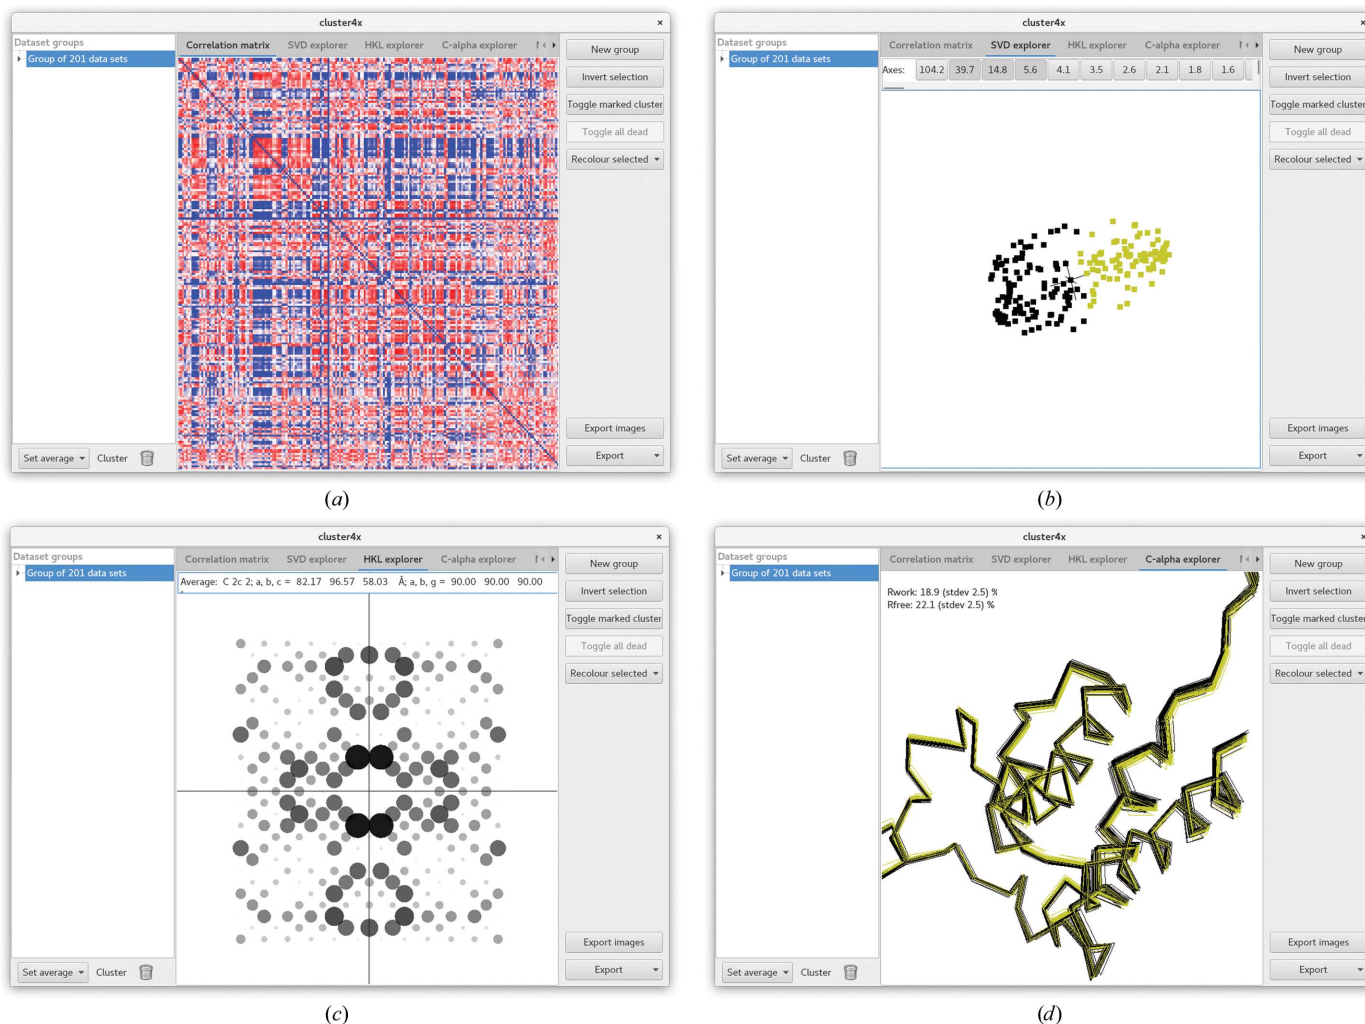 cluster4x ×
Dataset groups
Group of 201 data sets
Correlation matrix SVD explorer HKL explorer C-alpha explorer
New group
Invert selection
Toggle marked cluster
Toggle all dead
Recolour selected
Export images
Export
Set average Cluster
(a)
cluster4x ×
Dataset groups
Group of 201 data sets
Correlation matrix SVD explorer HKL explorer C-alpha explorer
Axes: 104.2 39.7 14.8 5.6 4.1 3.5 2.6 2.1 1.8 1.6
New group
Invert selection
Toggle marked cluster
Toggle all dead
Recolour selected
Export images
Export
Set average Cluster
(b)
cluster4x ×
Dataset groups
Group of 201 data sets
Correlation matrix SVD explorer HKL explorer C-alpha explorer
Average: C 2c 2; a, b, c = 82.17 96.57 58.03 Å; a, b, g = 90.00 90.00 90.00
New group
Invert selection
Toggle marked cluster
Toggle all dead
Recolour selected
Export images
Export
Set average Cluster
(c)
cluster4x ×
Dataset groups
Group of 201 data sets
Correlation matrix SVD explorer HKL explorer C-alpha explorer
Rwork: 18.9 (stdev 2.5) %
Rfree: 22.1 (stdev 2.5) %
New group
Invert selection
Toggle marked cluster
Toggle all dead
Recolour selected
Export images
Export
Set average Cluster
(d)